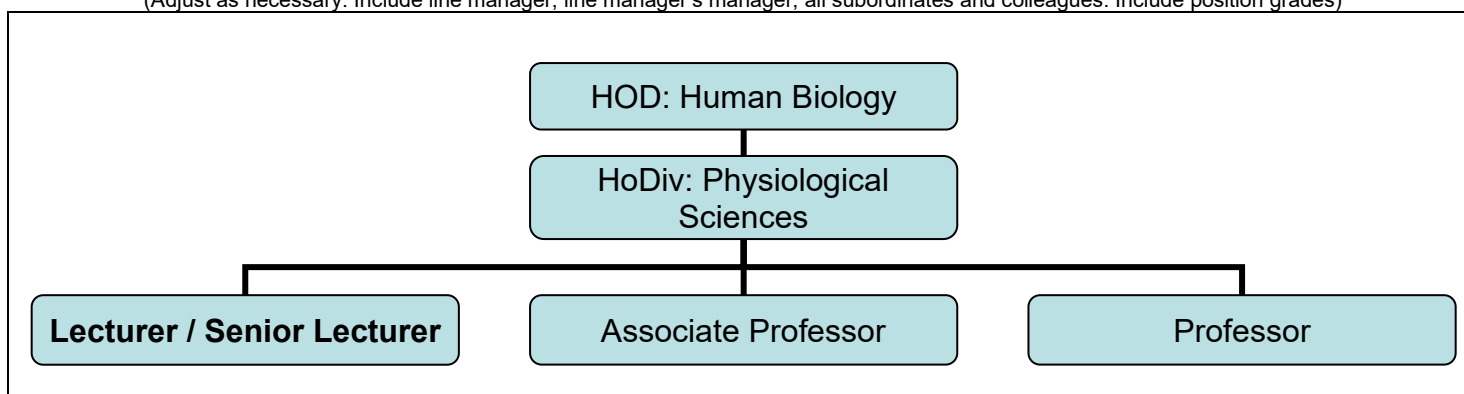 (Adjust as necessary. Include line manager, line manager's manager, all subordinates and colleagues. Include position grades)
HOD: Human Biology
HoDiv: Physiological
Sciences
Lecturer / Senior Lecturer
Associate Professor
Professor